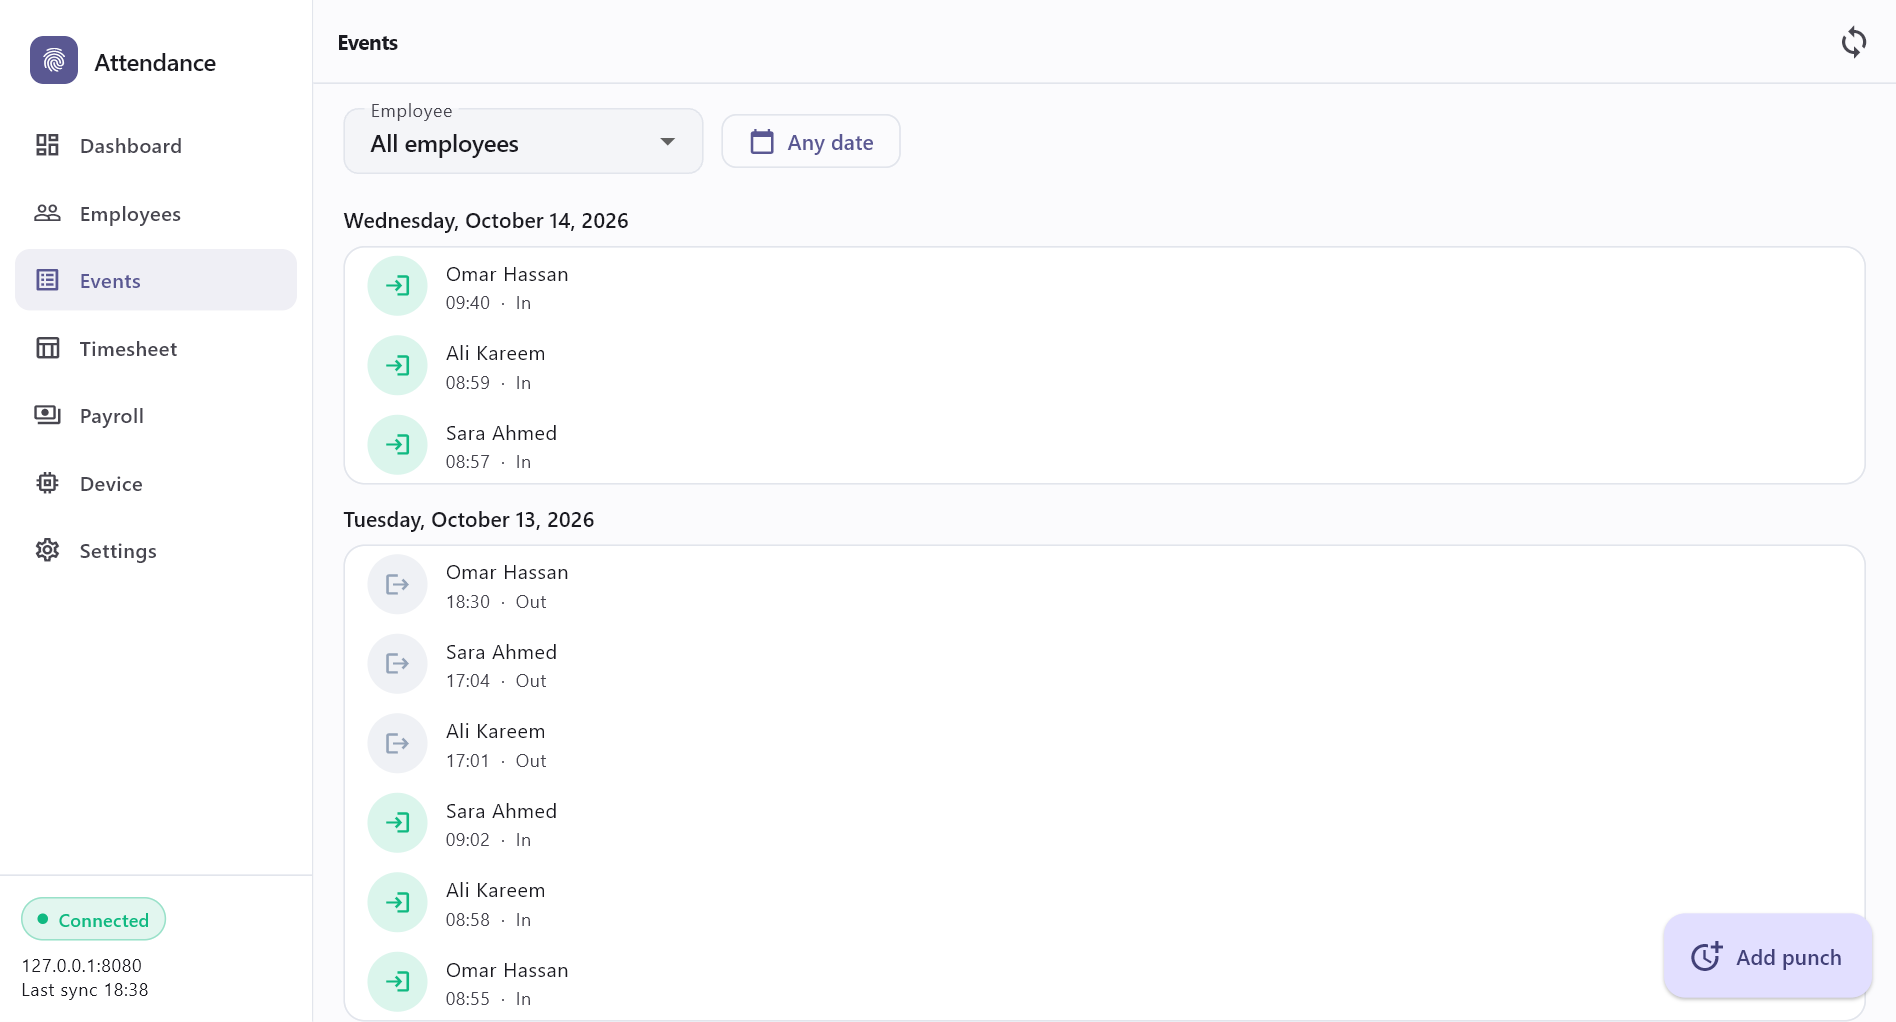 Attendance
Dashboard
Employees
Events
Timesheet
Payroll
Device
Settings
Connected
127.0.0.1:8080
Last sync 18:38
Events
Employee
All employees
Any date
Wednesday, October 14, 2026
Omar Hassan
09:40 · In
Ali Kareem
08:59 · In
Sara Ahmed
08:57 · In
Tuesday, October 13, 2026
Omar Hassan
18:30 · Out
Sara Ahmed
17:04 · Out
Ali Kareem
17:01 · Out
Sara Ahmed
09:02 · In
Ali Kareem
08:58 · In
Omar Hassan
08:55 · In
Add punch